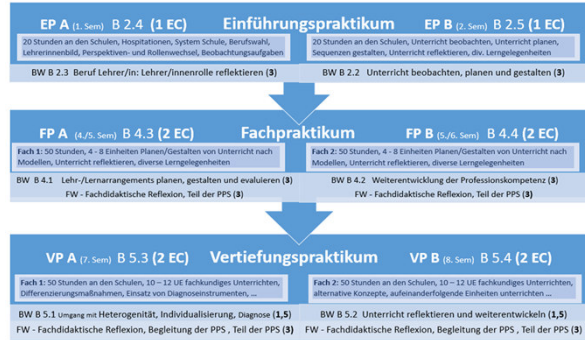 EP A (1. Sem) B 2.4 (1 EC) Einführungspraktikum EP B (2. Sem) B 2.5 (1 EC)
20 Stunden an den Schulen, Hospitationen, System Schule, Berufswahl,
Lehrerinnenbild, Perspektiven- und Rollenwechsel, Beobachtungsaufgaben
20 Stunden an den Schulen, Unterricht beobachten, Unterricht planen,
Sequenzen gestalten, Unterricht reflektieren, div. Lerngelegenheiten
BW B 2.3 Beruf Lehrer/in: Lehrer/innenrolle reflektieren (3)
BW B 2.2 Unterricht beobachten, planen und gestalten (3)
FP A (4./5. Sem) B 4.3 (2 EC) Fachpraktikum FP B (5./6. Sem) B 4.4 (2 EC)
Fach 1: 50 Stunden, 4 - 8 Einheiten Planen/Gestalten von Unterricht nach
Modellen, Unterricht reflektieren, diverse Lerngelegenheiten
Fach 2: 50 Stunden, 4 - 8 Einheiten Planen/Gestalten von Unterricht nach
Modellen, Unterricht reflektieren, diverse Lerngelegenheiten
BW B 4.1 Lehr-/Lernarrangements planen, gestalten und evaluieren (3)
FW - Fachdidaktische Reflexion, Teil der PPS (3)
BW B 4.2 Weiterentwicklung der Professionskompetenz (3)
FW - Fachdidaktische Reflexion, Teil der PPS (3)
VP A (7. Sem) B 5.3 (2 EC) Vertiefungspraktikum VP B (8. Sem) B 5.4 (2 EC)
Fach 1: 50 Stunden an den Schulen, 10 – 12 UE fachkundiges Unterrichten,
Differenzierungsmaßnahmen, Einsatz von Diagnoseinstrumenten, ...
Fach 2: 50 Stunden an den Schulen, 10 – 12 UE fachkundiges Unterrichten,
alternative Konzepte, aufeinanderfolgende Einheiten unterrichten ...
BW B 5.1 Umgang mit Heterogenität, Individualisierung, Diagnose (1,5)
FW - Fachdidaktische Reflexion, Begleitung der PPS , Teil der PPS (3)
BW B 5.2 Unterricht reflektieren und weiterentwickeln (1,5)
FW - Fachdidaktische Reflexion, Begleitung der PPS , Teil der PPS (3)